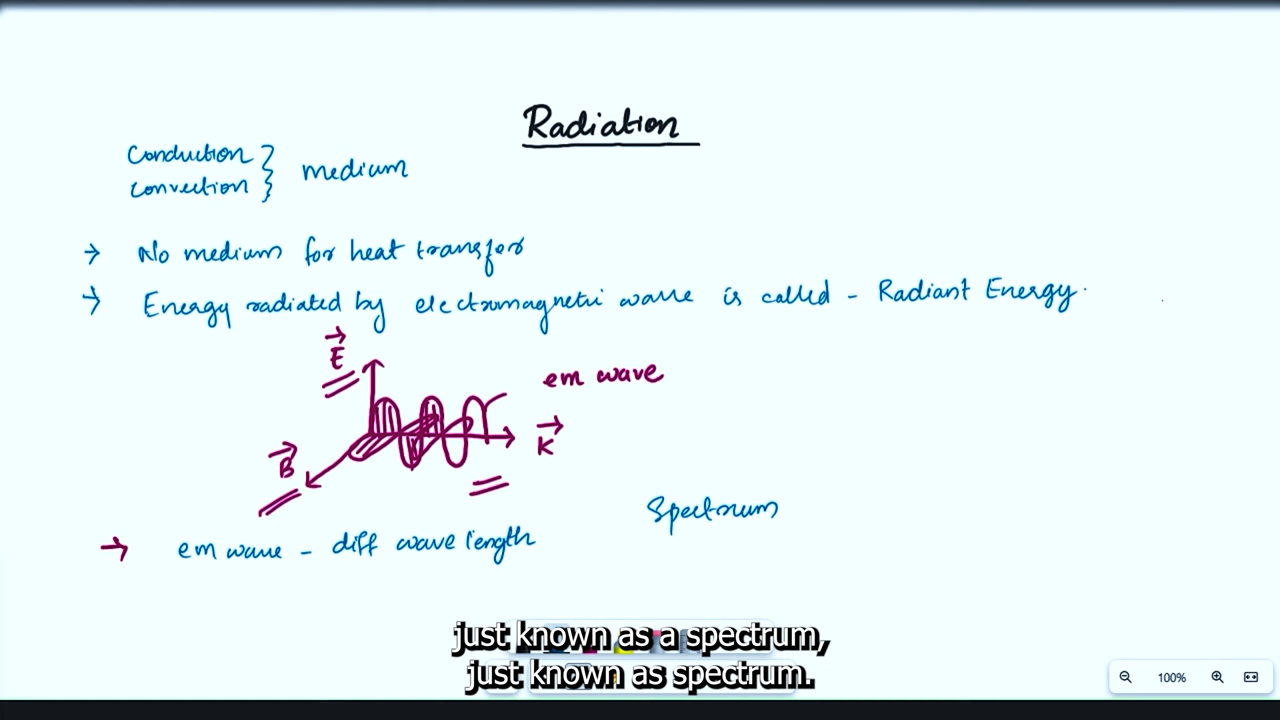 Radiation
Conduction
Convection
medium
→ No medium for heat transfer
→ Energy radiated by electromagnetic wave is called - Radiant Energy.
E
em wave
K
B
Spectrum
→ em wave - diff wave length
just known as a spectrum,
just known as spectrum.
100%